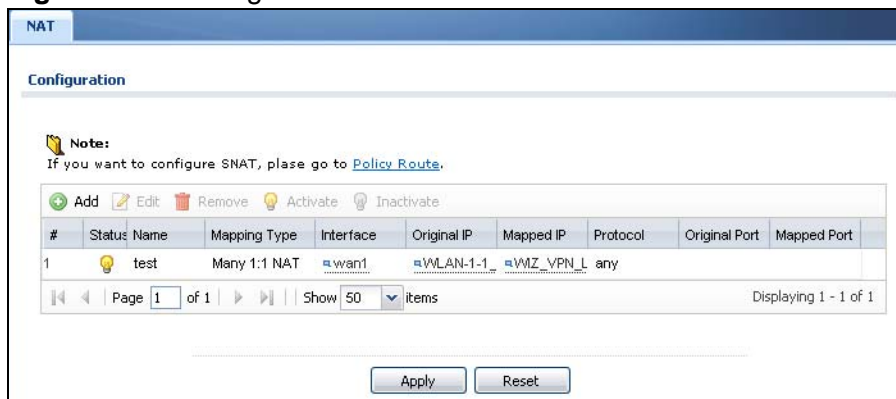 NAT
Configuration
Note:
If you want to configure SNAT, plase go to Policy Route.
Add Edit Remove Activate Inactivate
# Status Name Mapping Type Interface Original IP Mapped IP Protocol Original Port Mapped Port
1 test Many 1:1 NAT wan1 WLAN-1-1_ WIZ_VPN_L any
Page 1 of 1 Show 50 items Displaying 1 - 1 of 1
Apply Reset